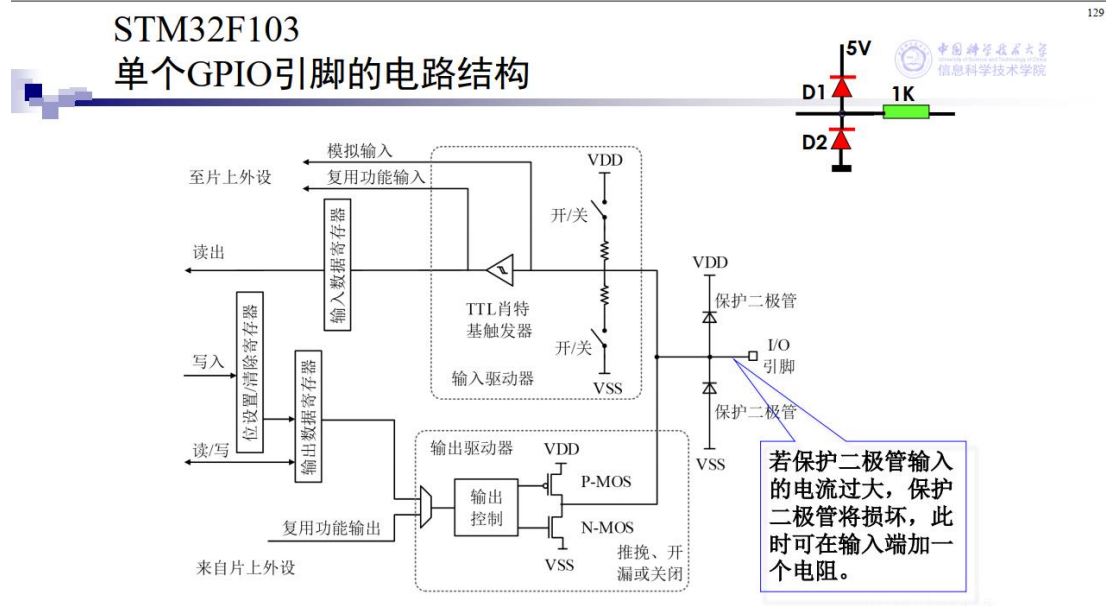 129
STM32F103
单个GPIO引脚的电路结构
5V
中国科学技术大学
信息科学技术学院
D1
1K
D2
模拟输入
VDD
至片上外设
复用功能输入
开/关
输入数据寄存器
读出
VDD
TTL肖特
基触发器
保护二极管
位设置/清除寄存器
开/关
I/O
引脚
写入
输出数据寄存器
输入驱动器
VSS
保护二极管
读/写
输出驱动器
VDD
VSS
若保护二极管输入
的电流过大，保护
二极管将损坏，此
时可在输入端加一
个电阻。
P-MOS
输出
控制
N-MOS
复用功能输出
VSS
推挽、开
漏或关闭
来自片上外设